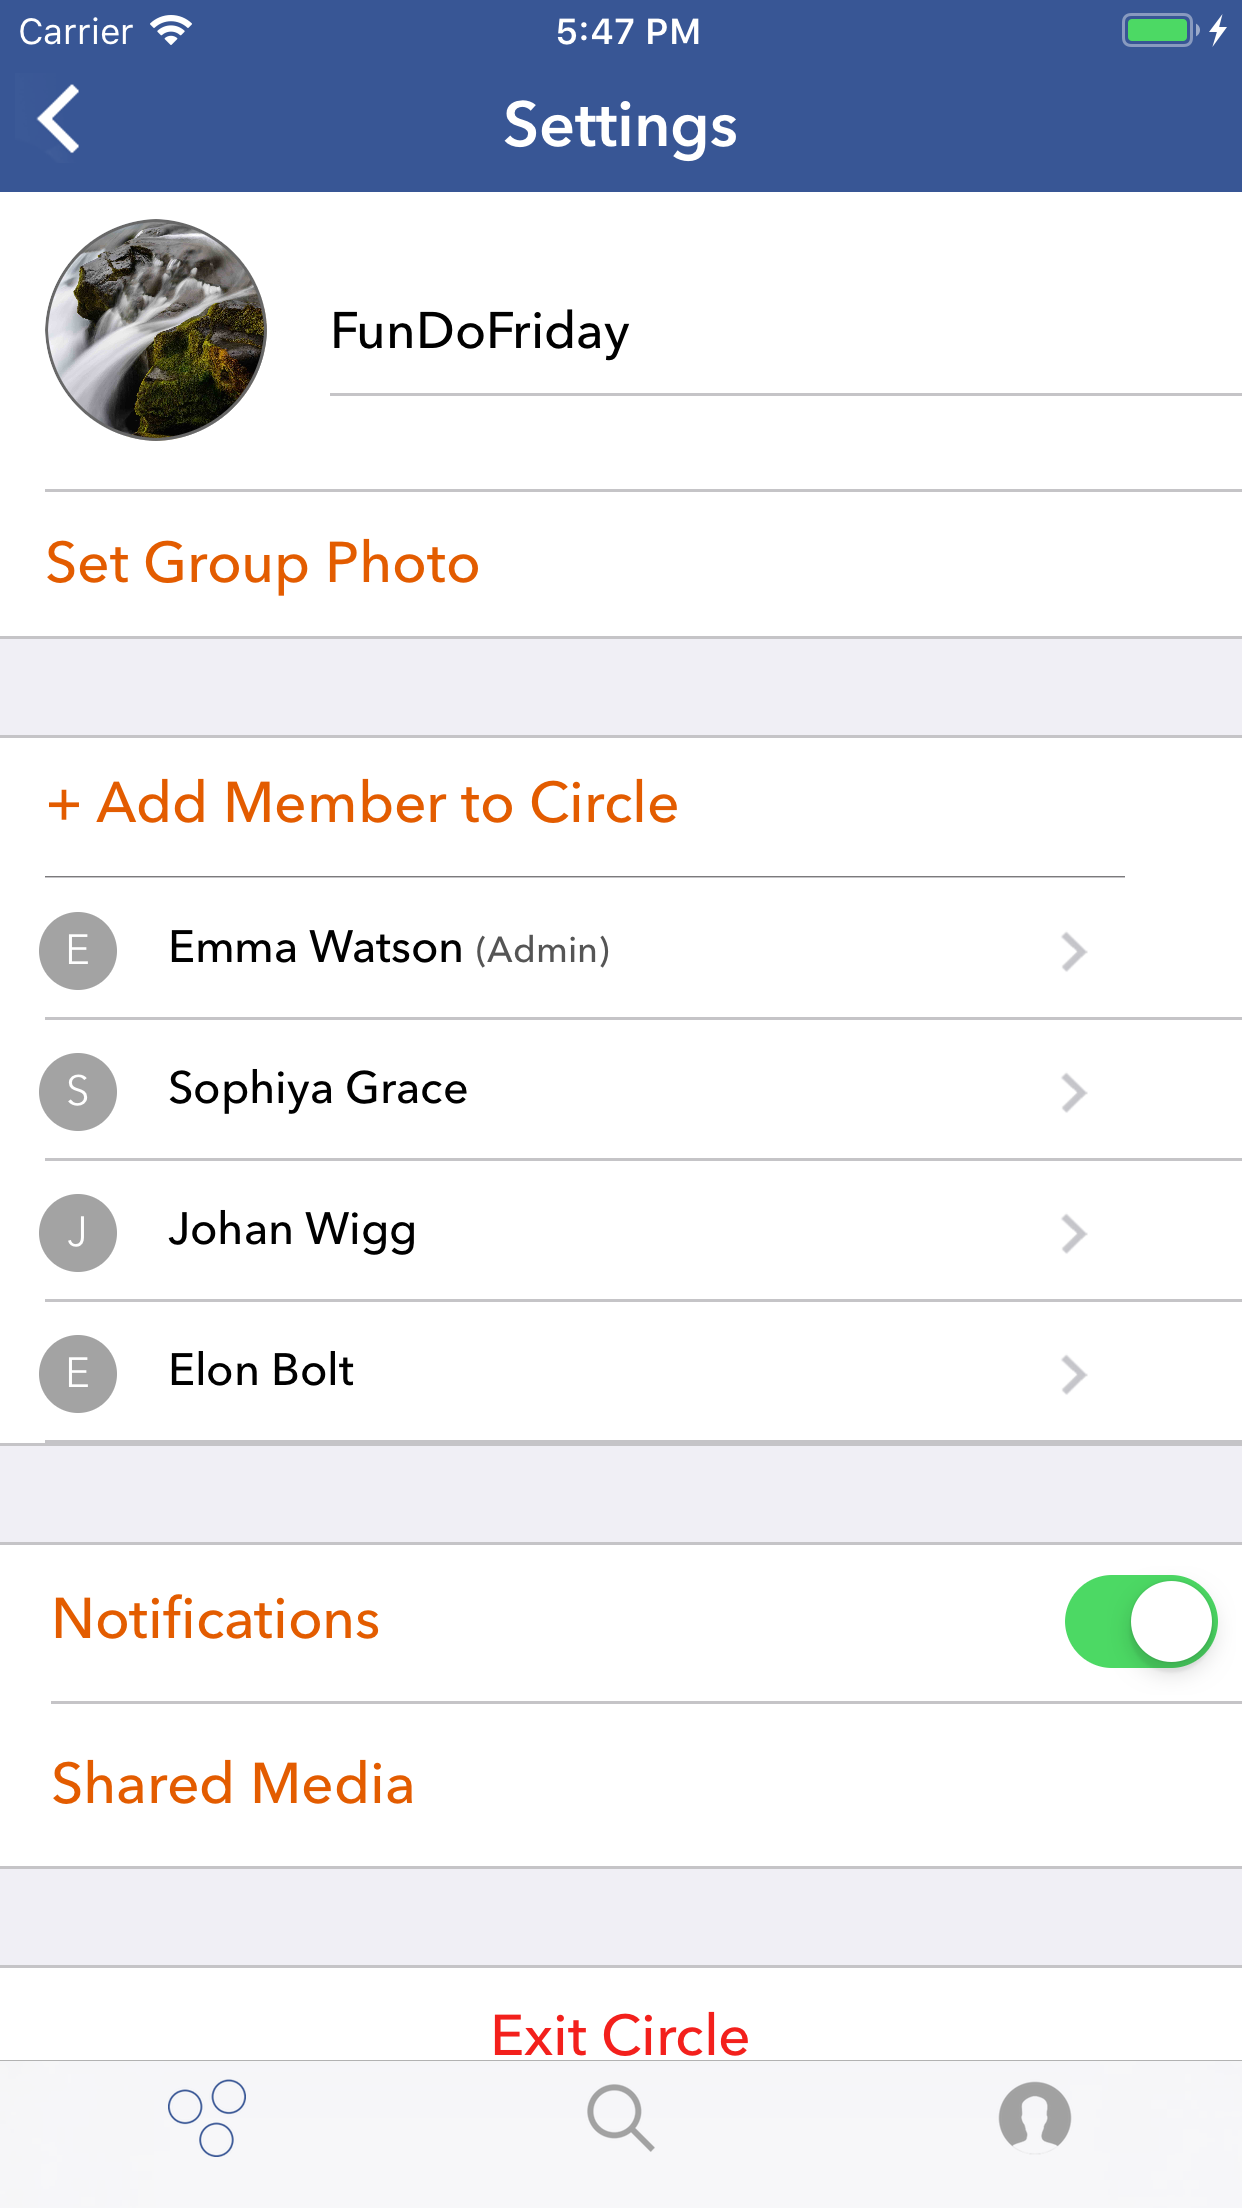 Carrier 5:47 PM
Settings
FunDoFriday
Set Group Photo
+ Add Member to Circle
E Emma Watson (Admin)
S Sophiya Grace
J Johan Wigg
E Elon Bolt
Notifications
Shared Media
Exit Circle